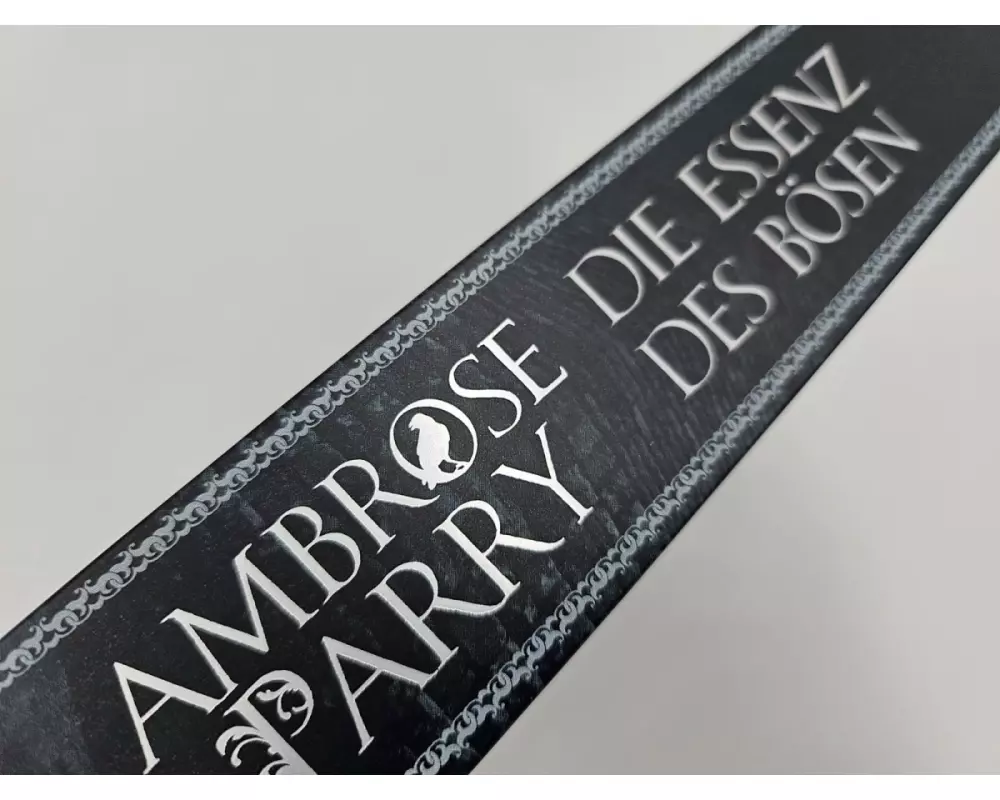 AMBROSE
PARRY
DIE ESSENZ
DES BÖSEN